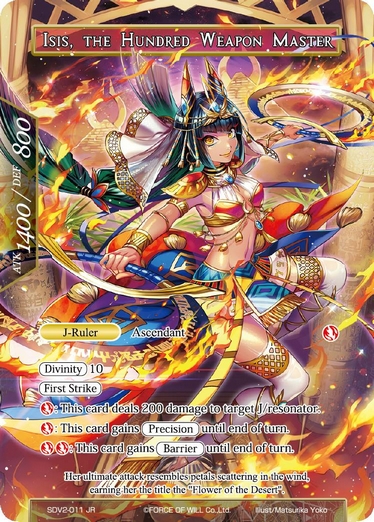 Isis, the Hundred Weapon Master
ATK 1400 / DEF 800
J-Ruler Ascendant
Divinity 10
First Strike
: This card deals 200 damage to target J/resonator.
: This card gains Precision until end of turn.
: This card gains Barrier until end of turn.
Her ultimate attack resembles petals scattering in the wind,
earning her the title the "Flower of the Desert".
SDV2-011 JR ©FORCE OF WILL Co.,Ltd. Illust/Matsurika Yoko